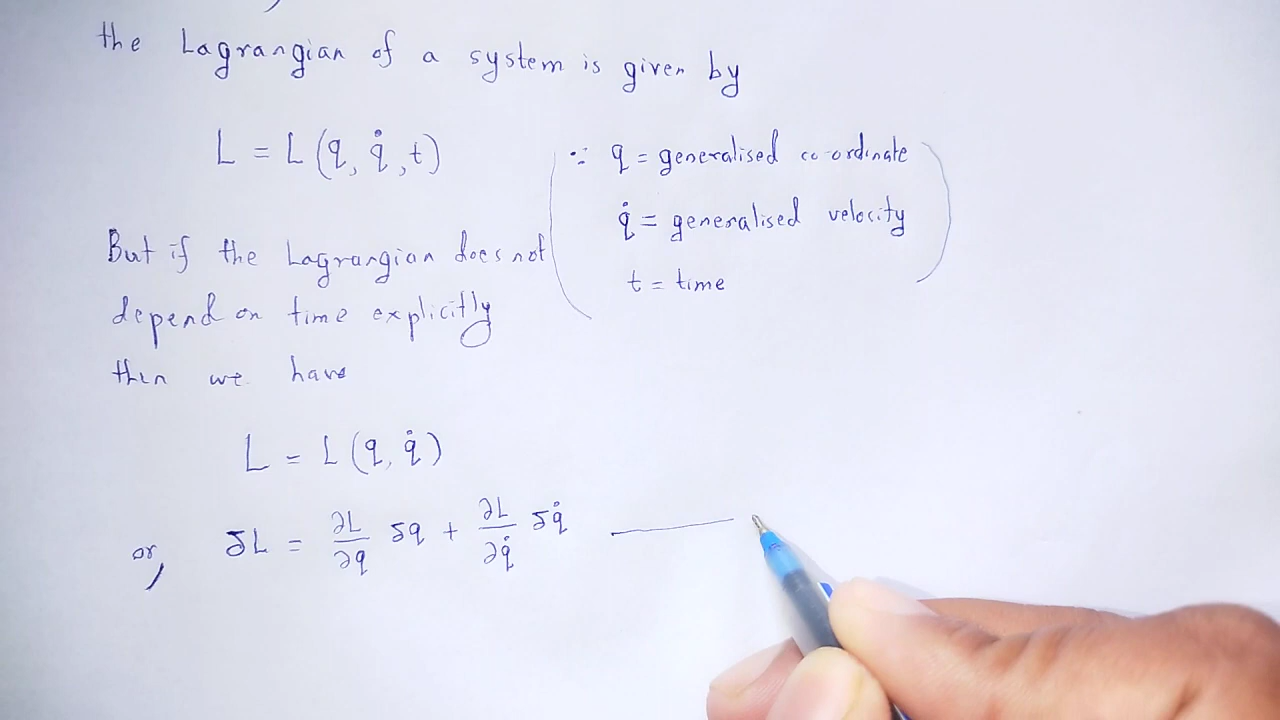 the Lagrangian of a system is given by
L = L(q, q̇, t)
∵ q = generalised co-ordinate
q̇ = generalised velocity
t = time
But if the Lagrangian does not
depend on time explicitly
then we have
L = L(q, q̇)
or, δL = ∂L/∂q δq + ∂L/∂q̇ δq̇ ———